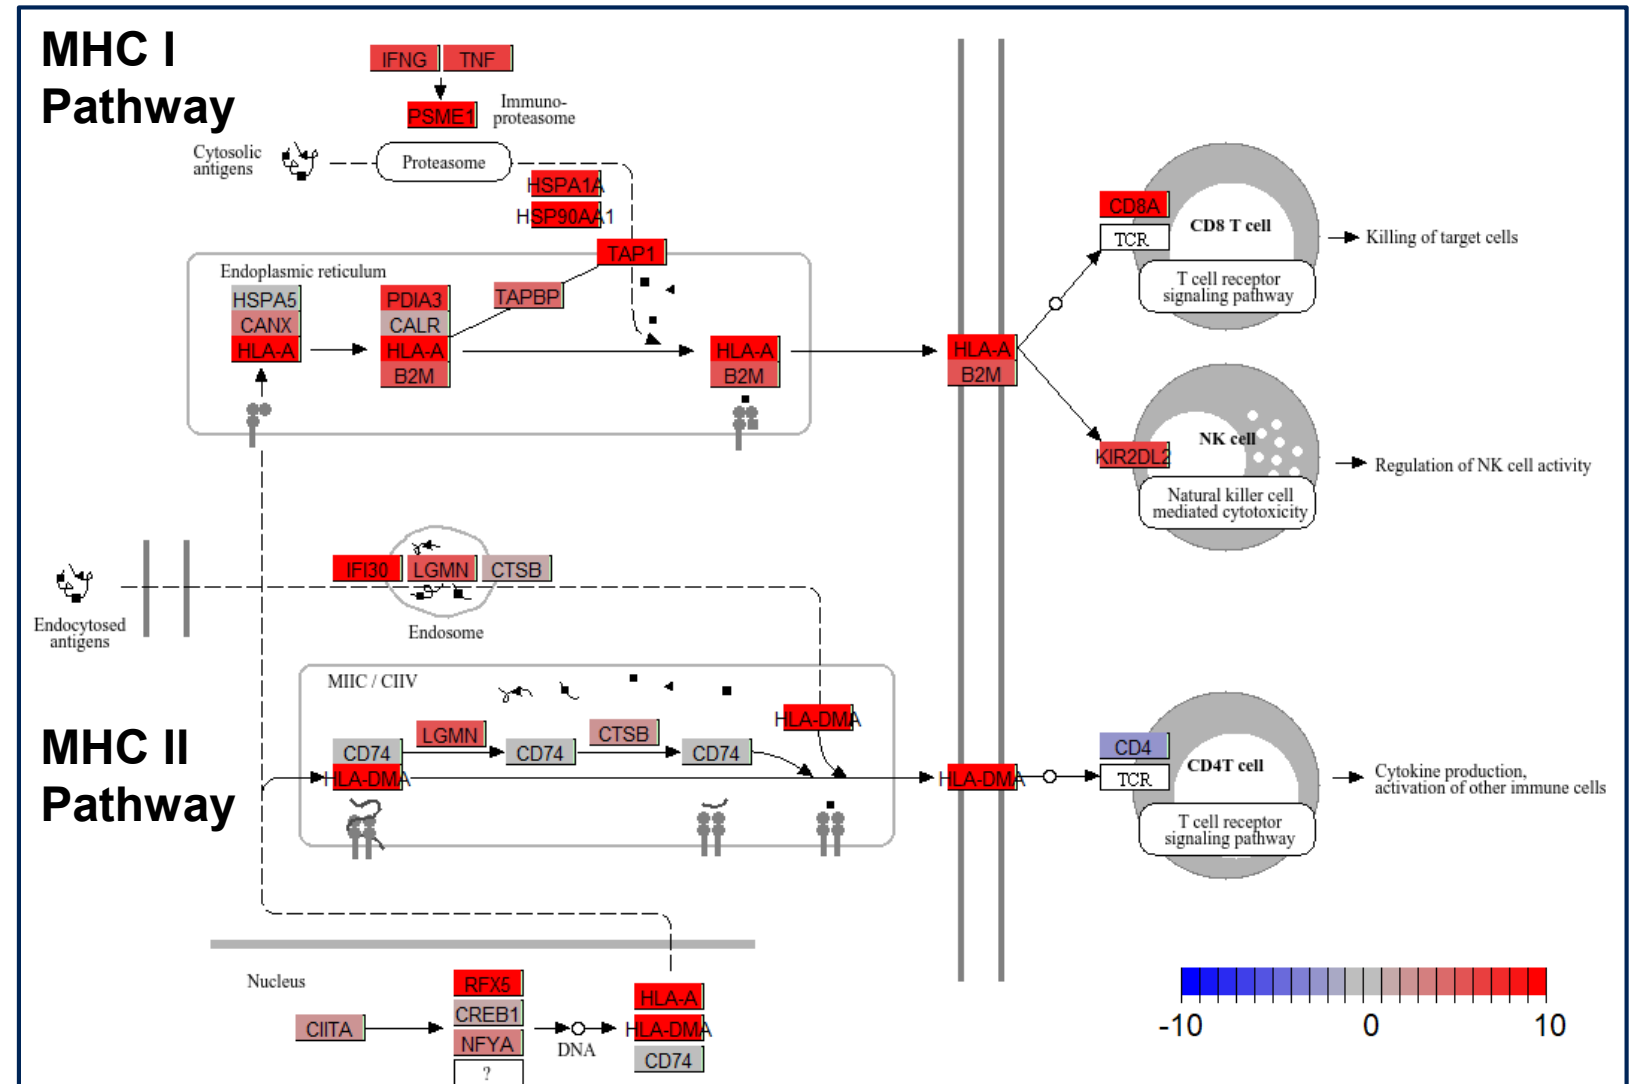 MHC I
Pathway
IFNG TNF
PSME1
Immuno-
proteasome
Cytosolic
antigens
Proteasome
HSPA1A
HSP90AA1
TAP1
Endoplasmic reticulum
HSPA5
CANX
HLA-A
PDIA3
CALR
HLA-A
B2M
TAPBP
HLA-A
B2M
HLA-A
B2M
CD8A
TCR
CD8 T cell
T cell receptor
signaling pathway
Killing of target cells
KIR2DL2
NK cell
Natural killer cell
mediated cytotoxicity
Regulation of NK cell activity
Endocytosed
antigens
IFI30 LGMN CTSB
Endosome
MHC II
Pathway
MIIC / CIIV
CD74
HLA-DMA
LGMN
CD74
CTSB
CD74
HLA-DMA
HLA-DMA
CD4
TCR
CD4T cell
T cell receptor
signaling pathway
Cytokine production,
activation of other immune cells
Nucleus
CIITA
RFX5
CREB1
NFYA
?
DNA
HLA-A
HLA-DMA
CD74
-10 0 10